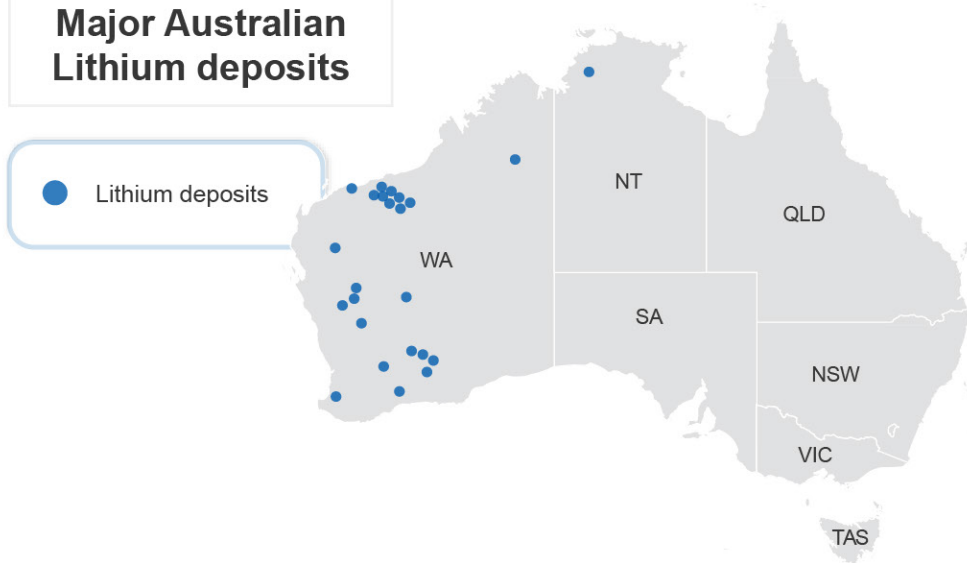 Major Australian
Lithium deposits
Lithium deposits
NT
QLD
WA
SA
NSW
VIC
TAS